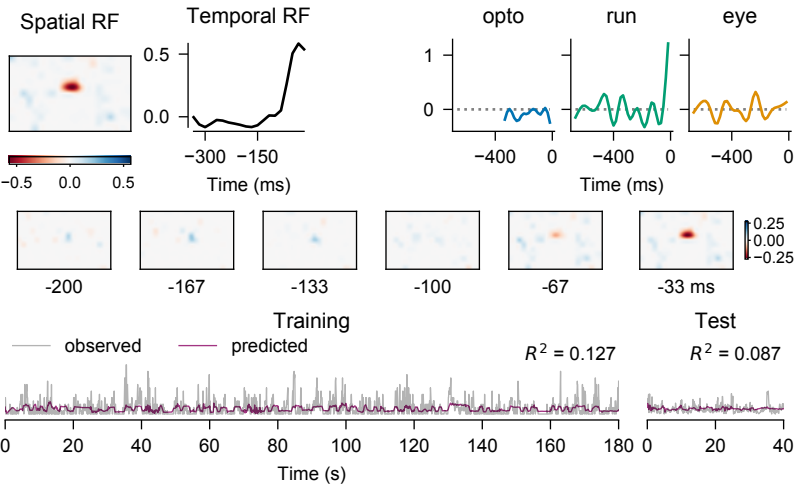 Spatial RF
Temporal RF
opto
run
eye
0.5
0.0
1
0
−300
−150
Time (ms)
−400
0
−400
0
−400
0
Time (ms)
−0.5
0.0
0.5
-200
-167
-133
-100
-67
-33 ms
0.25
0.00
−0.25
Training
Test
observed
predicted
R² = 0.127
R² = 0.087
0
20
40
60
80
100
120
140
160
180
0
20
40
Time (s)